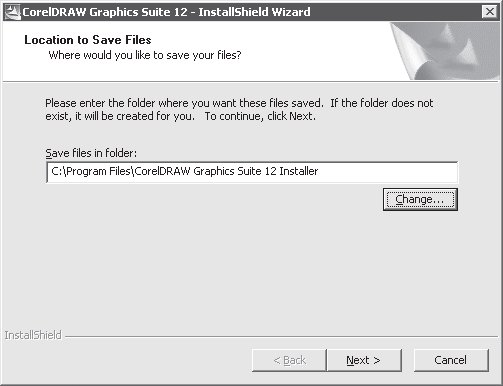 CorelDRAW Graphics Suite 12 - InstallShield Wizard
Location to Save Files
Where would you like to save your files?
Please enter the folder where you want these files saved.  If the folder does not
exist, it will be created for you.   To continue, click Next.
Save files in folder:
C:\Program Files\CorelDRAW Graphics Suite 12 Installer
Change...
InstallShield
< Back
Next >
Cancel